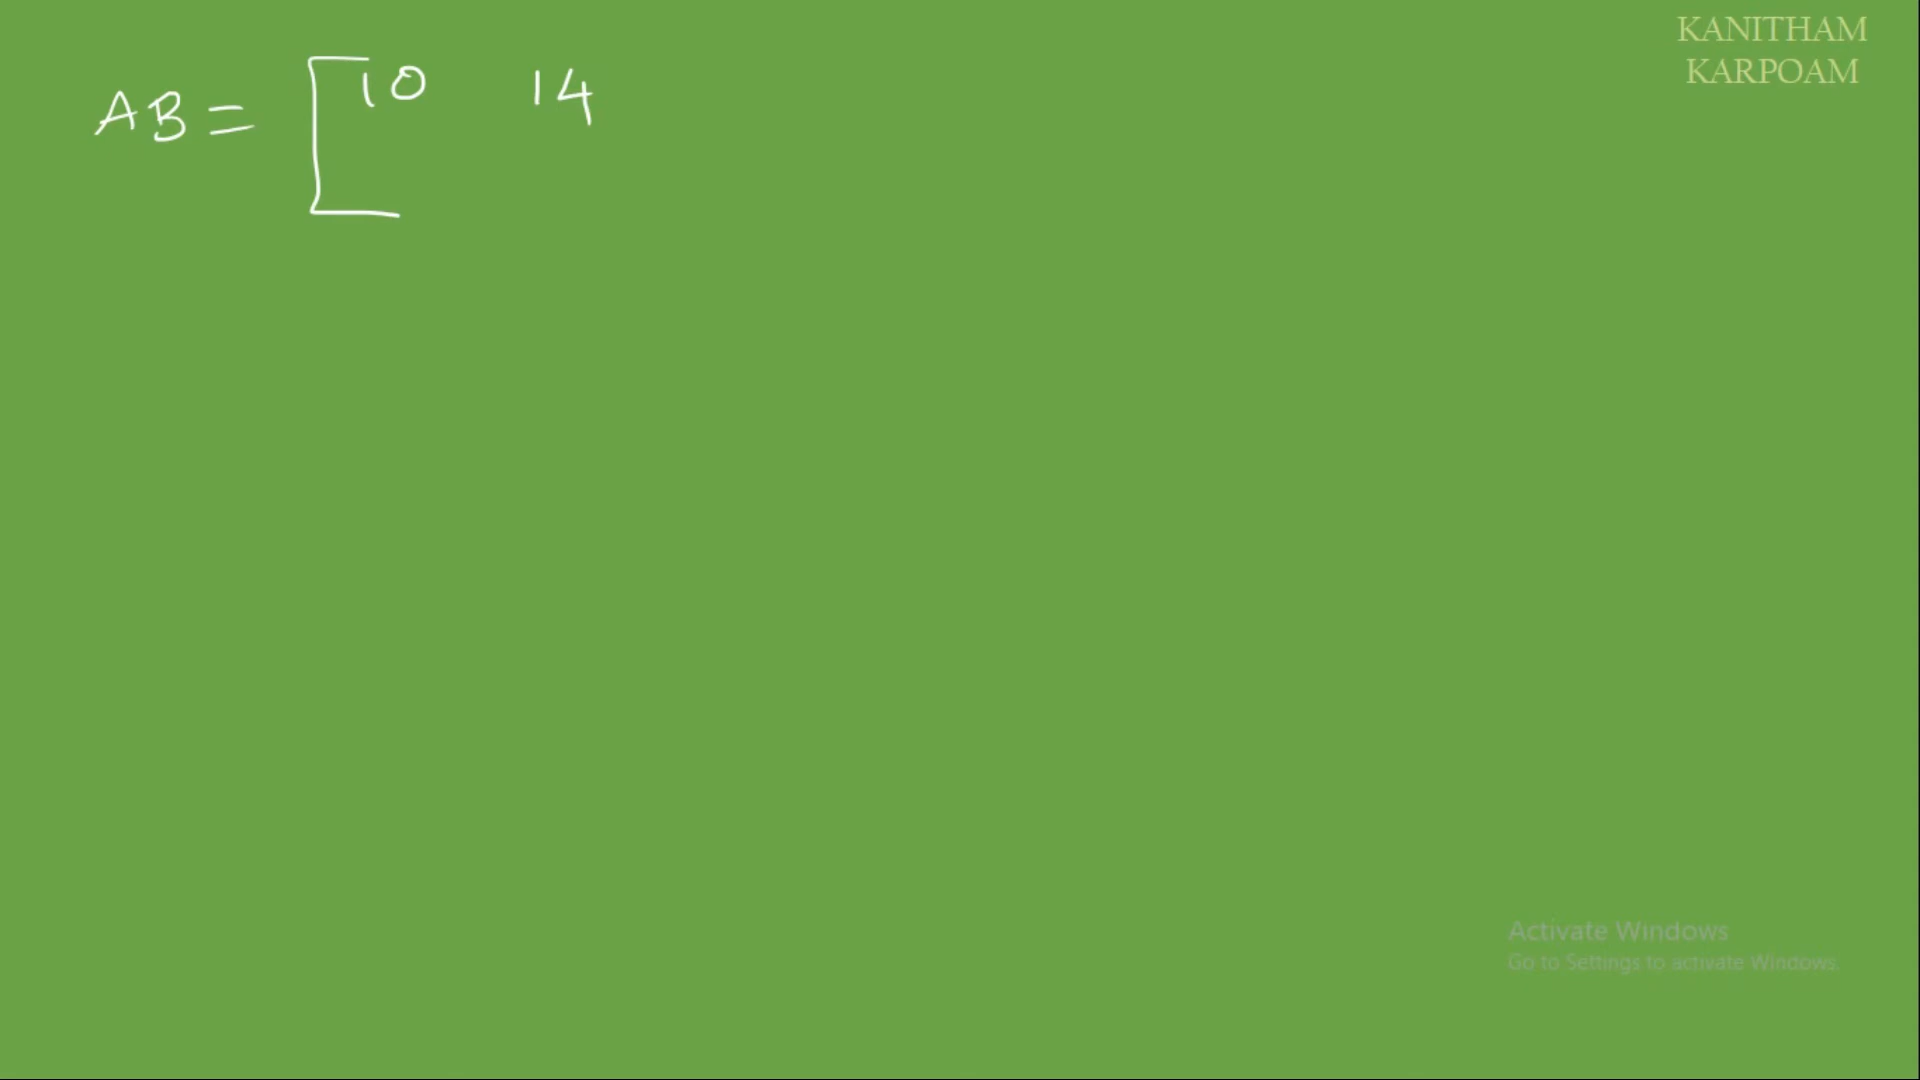 KANITHAM
KARPOAM
AB = [ 10 14
Activate Windows
Go to Settings to activate Windows.